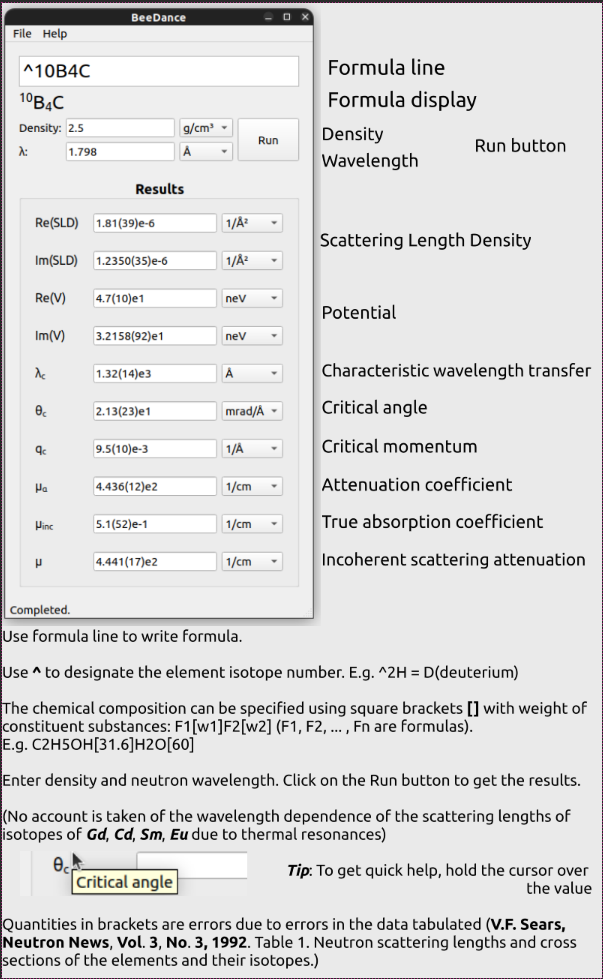 BeeDance
File Help
^10B4C
Formula line
¹⁰B₄C
Formula display
Density: 2.5 g/cm³
Run
Density
λ: 1.798 Å
Wavelength
Run button
Results
Re(SLD) 1.81(39)e-6 1/Å²
Scattering Length Density
Im(SLD) 1.2350(35)e-6 1/Å²
Re(V) 4.7(10)e1 neV
Potential
Im(V) 3.2158(92)e1 neV
λc 1.32(14)e3 Å
Characteristic wavelength transfer
θc 2.13(23)e1 mrad/Å
Critical angle
qc 9.5(10)e-3 1/Å
Critical momentum
μa 4.436(12)e2 1/cm
Attenuation coefficient
μinc 5.1(52)e-1 1/cm
True absorption coefficient
μ 4.441(17)e2 1/cm
Incoherent scattering attenuation
Completed.
Use formula line to write formula.
Use ^ to designate the element isotope number. E.g. ^2H = D(deuterium)
The chemical composition can be specified using square brackets [] with weight of
constituent substances: F1[w1]F2[w2] (F1, F2, ... , Fn are formulas).
E.g. C2H5OH[31.6]H2O[60]
Enter density and neutron wavelength. Click on the Run button to get the results.
(No account is taken of the wavelength dependence of the scattering lengths of
isotopes of Gd, Cd, Sm, Eu due to thermal resonances)
θc
Critical angle
Tip: To get quick help, hold the cursor over
the value
Quantities in brackets are errors due to errors in the data tabulated (V.F. Sears,
Neutron News, Vol. 3, No. 3, 1992. Table 1. Neutron scattering lengths and cross
sections of the elements and their isotopes.)